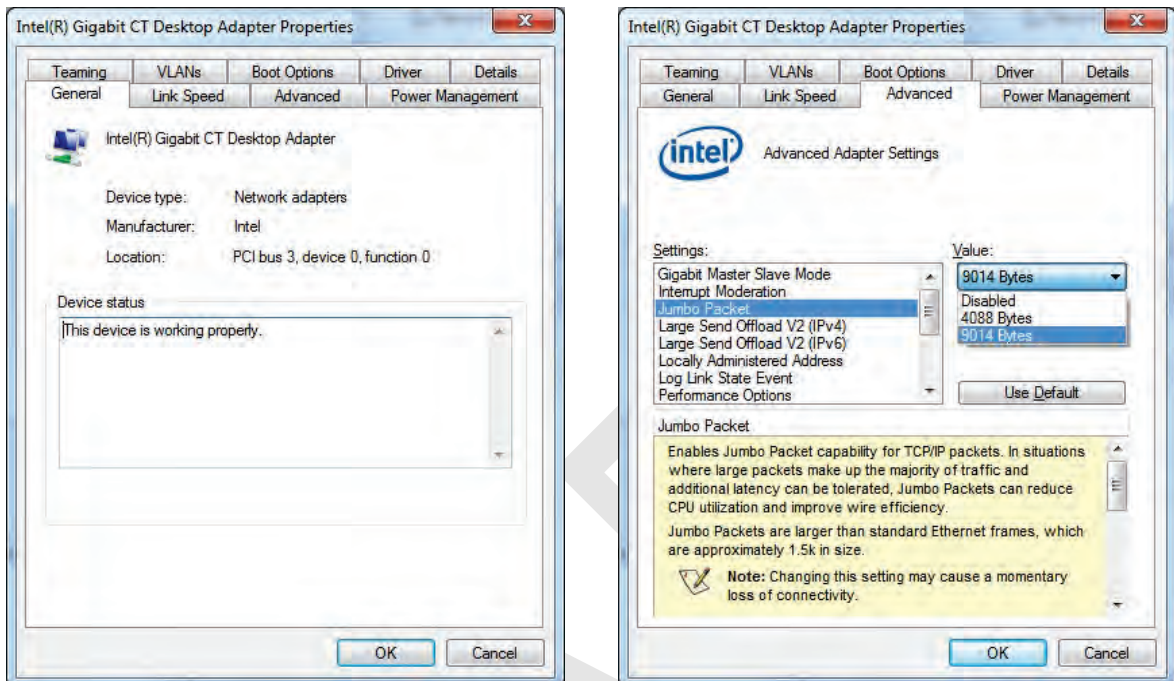 Intel(R) Gigabit CT Desktop Adapter Properties
Teaming VLANs Boot Options Driver Details
General Link Speed Advanced Power Management
Intel(R) Gigabit CT Desktop Adapter
Device type: Network adapters
Manufacturer: Intel
Location: PCI bus 3, device 0, function 0
Device status
This device is working properly.
OK Cancel
Intel(R) Gigabit CT Desktop Adapter Properties
Teaming VLANs Boot Options Driver Details
General Link Speed Advanced Power Management
intel Advanced Adapter Settings
Settings: Value:
Gigabit Master Slave Mode
Interrupt Moderation
Jumbo Packet
Large Send Offload V2 (IPv4)
Large Send Offload V2 (IPv6)
Locally Administered Address
Log Link State Event
Performance Options
9014 Bytes
Disabled
4088 Bytes
9014 Bytes
Use Default
Jumbo Packet
Enables Jumbo Packet capability for TCP/IP packets. In situations
where large packets make up the majority of traffic and
additional latency can be tolerated, Jumbo Packets can reduce
CPU utilization and improve wire efficiency.
Jumbo Packets are larger than standard Ethernet frames, which
are approximately 1.5k in size.
Note: Changing this setting may cause a momentary
loss of connectivity.
OK Cancel